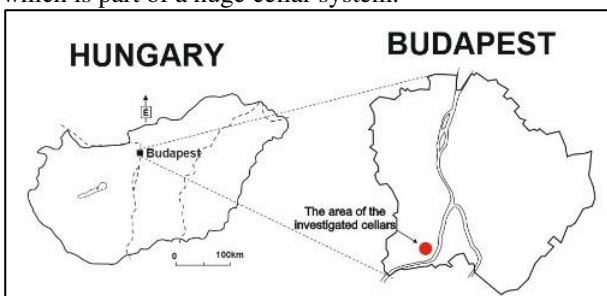 which is part of a huge cellar system.
HUNGARY
E
Budapest
0 100km
BUDAPEST
The area of the
investigated cellars